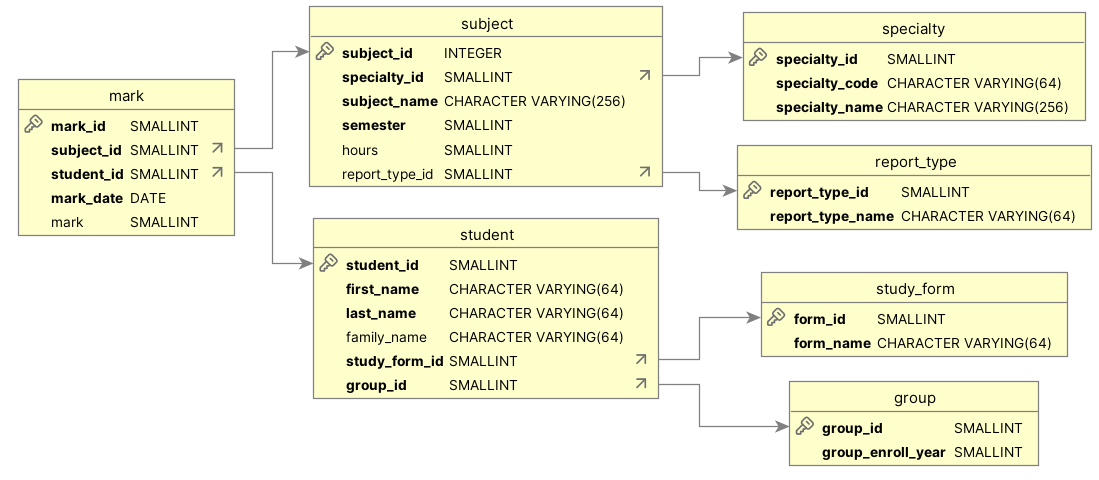 mark
mark_id SMALLINT
subject_id SMALLINT
student_id SMALLINT
mark_date DATE
mark SMALLINT
subject
subject_id INTEGER
specialty_id SMALLINT
subject_name CHARACTER VARYING(256)
semester SMALLINT
hours SMALLINT
report_type_id SMALLINT
student
student_id SMALLINT
first_name CHARACTER VARYING(64)
last_name CHARACTER VARYING(64)
family_name CHARACTER VARYING(64)
study_form_id SMALLINT
group_id SMALLINT
specialty
specialty_id SMALLINT
specialty_code CHARACTER VARYING(64)
specialty_name CHARACTER VARYING(256)
report_type
report_type_id SMALLINT
report_type_name CHARACTER VARYING(64)
study_form
form_id SMALLINT
form_name CHARACTER VARYING(64)
group
group_id SMALLINT
group_enroll_year SMALLINT